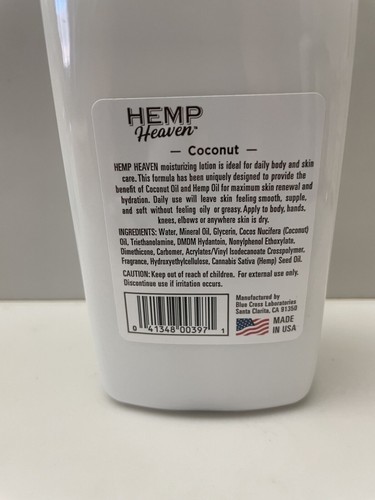 HEMP
Heaven™
— Coconut —
HEMP HEAVEN moisturizing lotion is ideal for daily body and skin
care. This formula has been uniquely designed to provide the
benefit of Coconut Oil and Hemp Oil for maximum skin renewal and
hydration. Daily use will leave skin feeling smooth, supple,
and soft without feeling oily or greasy. Apply to body, hands,
knees, elbows or anywhere skin is dry.
INGREDIENTS: Water, Mineral Oil, Glycerin, Cocos Nucifera (Coconut)
Oil, Triethanolamine, DMDM Hydantoin, Nonylphenol Ethoxylate,
Dimethicone, Carbomer, Acrylates/Vinyl Isodecanoate Crosspolymer,
Fragrance, Hydroxyethylcellulose, Cannabis Sativa (Hemp) Seed Oil.
CAUTION: Keep out of reach of children. For external use only.
Discontinue use if irritation occurs.
0 41348 00397 1
Manufactured by
Blue Cross Laboratories
Santa Clarita, CA 91350
MADE
IN USA